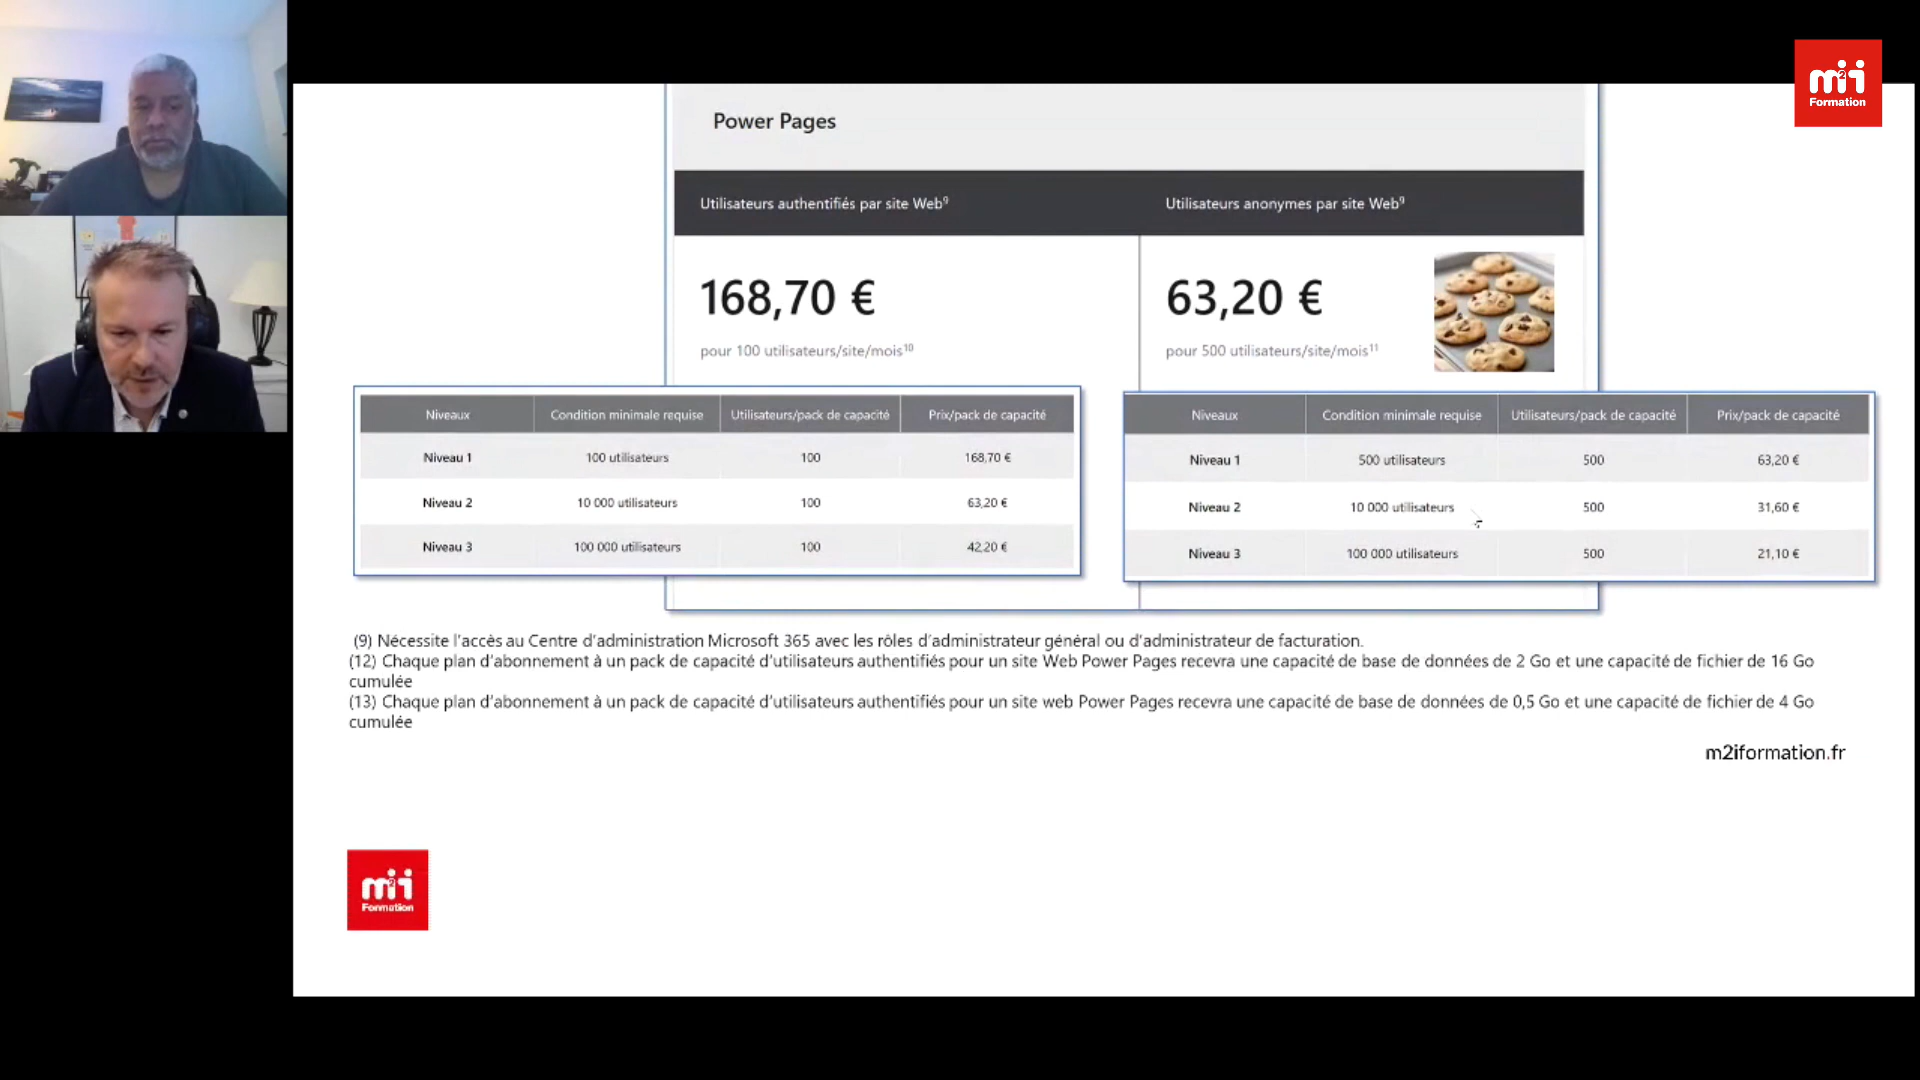 m2i
Formation
Power Pages
Utilisateurs authentifiés par site Web⁹
Utilisateurs anonymes par site Web⁹
168,70 €
pour 100 utilisateurs/site/mois¹⁰
63,20 €
pour 500 utilisateurs/site/mois¹¹
Niveaux Condition minimale requise Utilisateurs/pack de capacité Prix/pack de capacité
Niveau 1 100 utilisateurs 100 168,70 €
Niveau 2 10 000 utilisateurs 100 63,20 €
Niveau 3 100 000 utilisateurs 100 42,20 €
Niveaux Condition minimale requise Utilisateurs/pack de capacité Prix/pack de capacité
Niveau 1 500 utilisateurs 500 63,20 €
Niveau 2 10 000 utilisateurs 500 31,60 €
Niveau 3 100 000 utilisateurs 500 21,10 €
(9) Nécessite l'accès au Centre d'administration Microsoft 365 avec les rôles d'administrateur général ou d'administrateur de facturation.
(12) Chaque plan d'abonnement à un pack de capacité d'utilisateurs authentifiés pour un site Web Power Pages recevra une capacité de base de données de 2 Go et une capacité de fichier de 16 Go
cumulée
(13) Chaque plan d'abonnement à un pack de capacité d'utilisateurs authentifiés pour un site web Power Pages recevra une capacité de base de données de 0,5 Go et une capacité de fichier de 4 Go
cumulée
m2iformation.fr
m2i
Formation